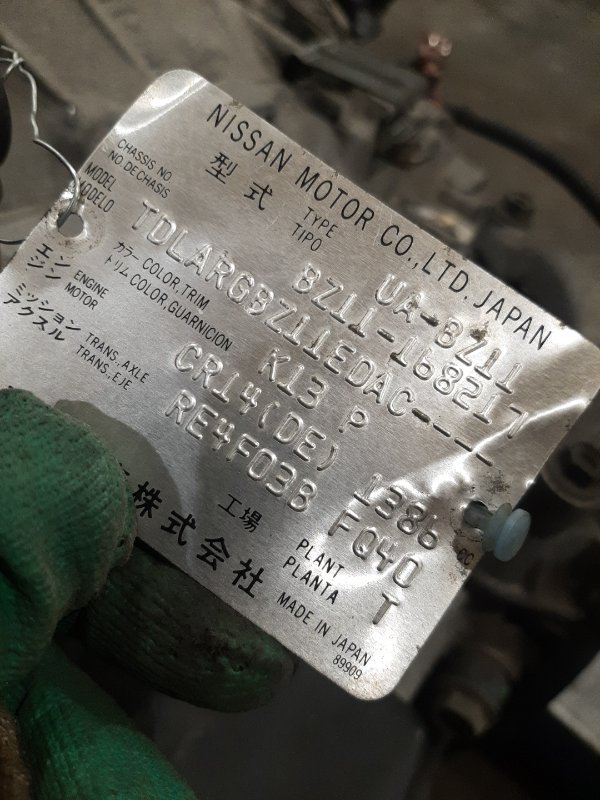 NISSAN MOTOR CO.,LTD. JAPAN
型式 TYPE TIPO UA-BZ11
CHASSIS NO
NO. DE CHASIS BZ11-168217
MODEL
MODELO TDLARGBZ11EDAC----
カラー COLOR,TRIM
トリム COLOR,GUARNICION K13 P
エン
ジン ENGINE
MOTOR CR14(DE) 1386 cc
ミッション TRANS.,AXLE
アクスル TRANS.,EJE RE4F03B FQ40
工場 PLANT
PLANTA T
株式会社 MADE IN JAPAN
89909